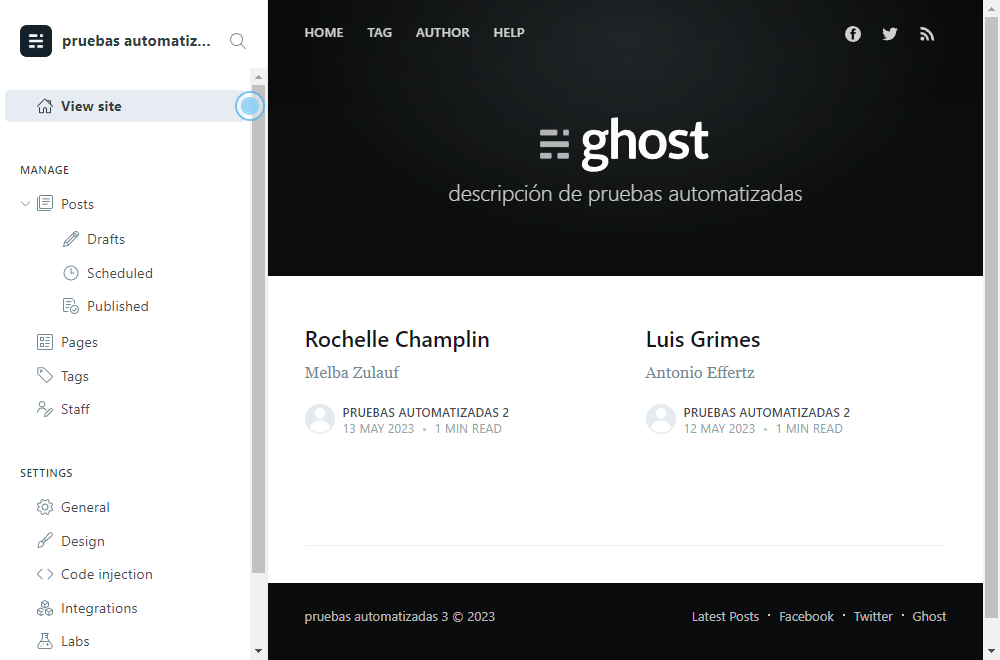 pruebas automatiz...
View site
MANAGE
Posts
Drafts
Scheduled
Published
Pages
Tags
Staff
SETTINGS
General
Design
Code injection
Integrations
Labs
HOME TAG AUTHOR HELP
ghost
descripción de pruebas automatizadas
Rochelle Champlin
Melba Zulauf
PRUEBAS AUTOMATIZADAS 2
13 MAY 2023 • 1 MIN READ
Luis Grimes
Antonio Effertz
PRUEBAS AUTOMATIZADAS 2
12 MAY 2023 • 1 MIN READ
pruebas automatizadas 3 © 2023
Latest Posts · Facebook · Twitter · Ghost